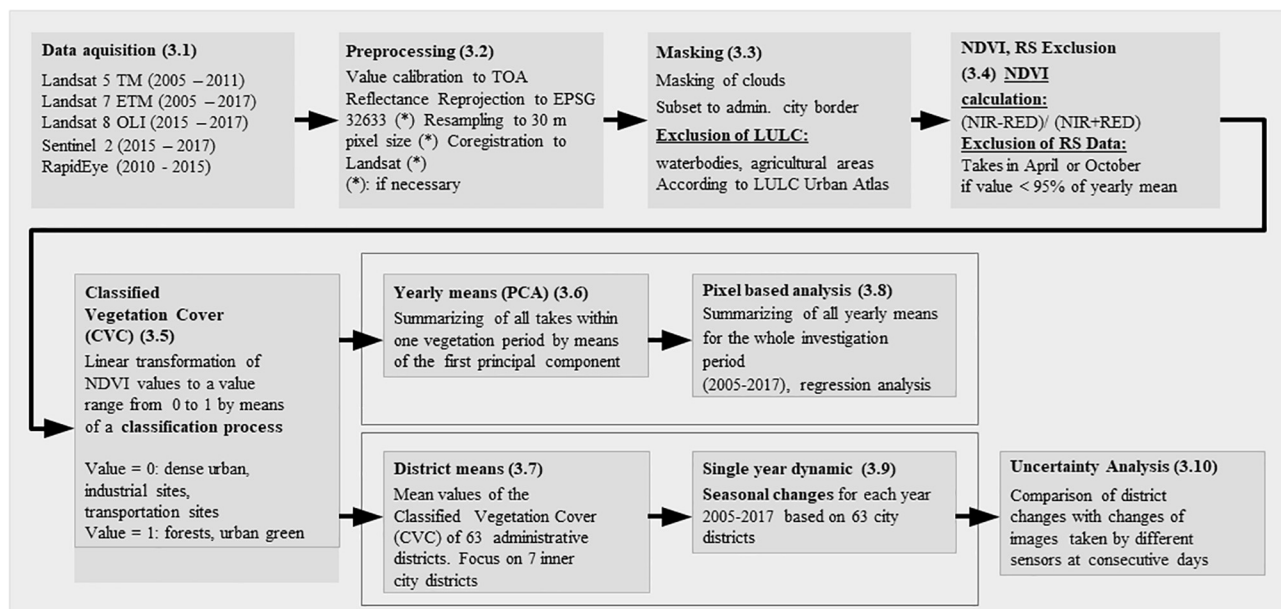 Data aquisition (3.1)
Landsat 5 TM (2005 – 2011)
Landsat 7 ETM (2005 – 2017)
Landsat 8 OLI (2015 – 2017)
Sentinel 2 (2015 – 2017)
RapidEye (2010 - 2015)
Preprocessing (3.2)
Value calibration to TOA
Reflectance Reprojection to EPSG
32633 (*) Resampling to 30 m
pixel size (*) Coregistration to
Landsat (*)
(*): if necessary
Masking (3.3)
Masking of clouds
Subset to admin. city border
Exclusion of LULC:
waterbodies, agricultural areas
According to LULC Urban Atlas
NDVI, RS Exclusion
(3.4) NDVI
calculation:
(NIR-RED)/ (NIR+RED)
Exclusion of RS Data:
Takes in April or October
if value < 95% of yearly mean
Classified
Vegetation Cover
(CVC) (3.5)
Linear transformation of
NDVI values to a value
range from 0 to 1 by means
of a classification process
Value = 0: dense urban,
industrial sites,
transportation sites
Value = 1: forests, urban green
Yearly means (PCA) (3.6)
Summarizing of all takes within
one vegetation period by means
of the first principal component
Pixel based analysis (3.8)
Summarizing of all yearly means
for the whole investigation
period
(2005-2017), regression analysis
District means (3.7)
Mean values of the
Classified Vegetation Cover
(CVC) of 63 administrative
districts. Focus on 7 inner
city districts
Single year dynamic (3.9)
Seasonal changes for each year
2005-2017 based on 63 city
districts
Uncertainty Analysis (3.10)
Comparison of district
changes with changes of
images taken by different
sensors at consecutive days